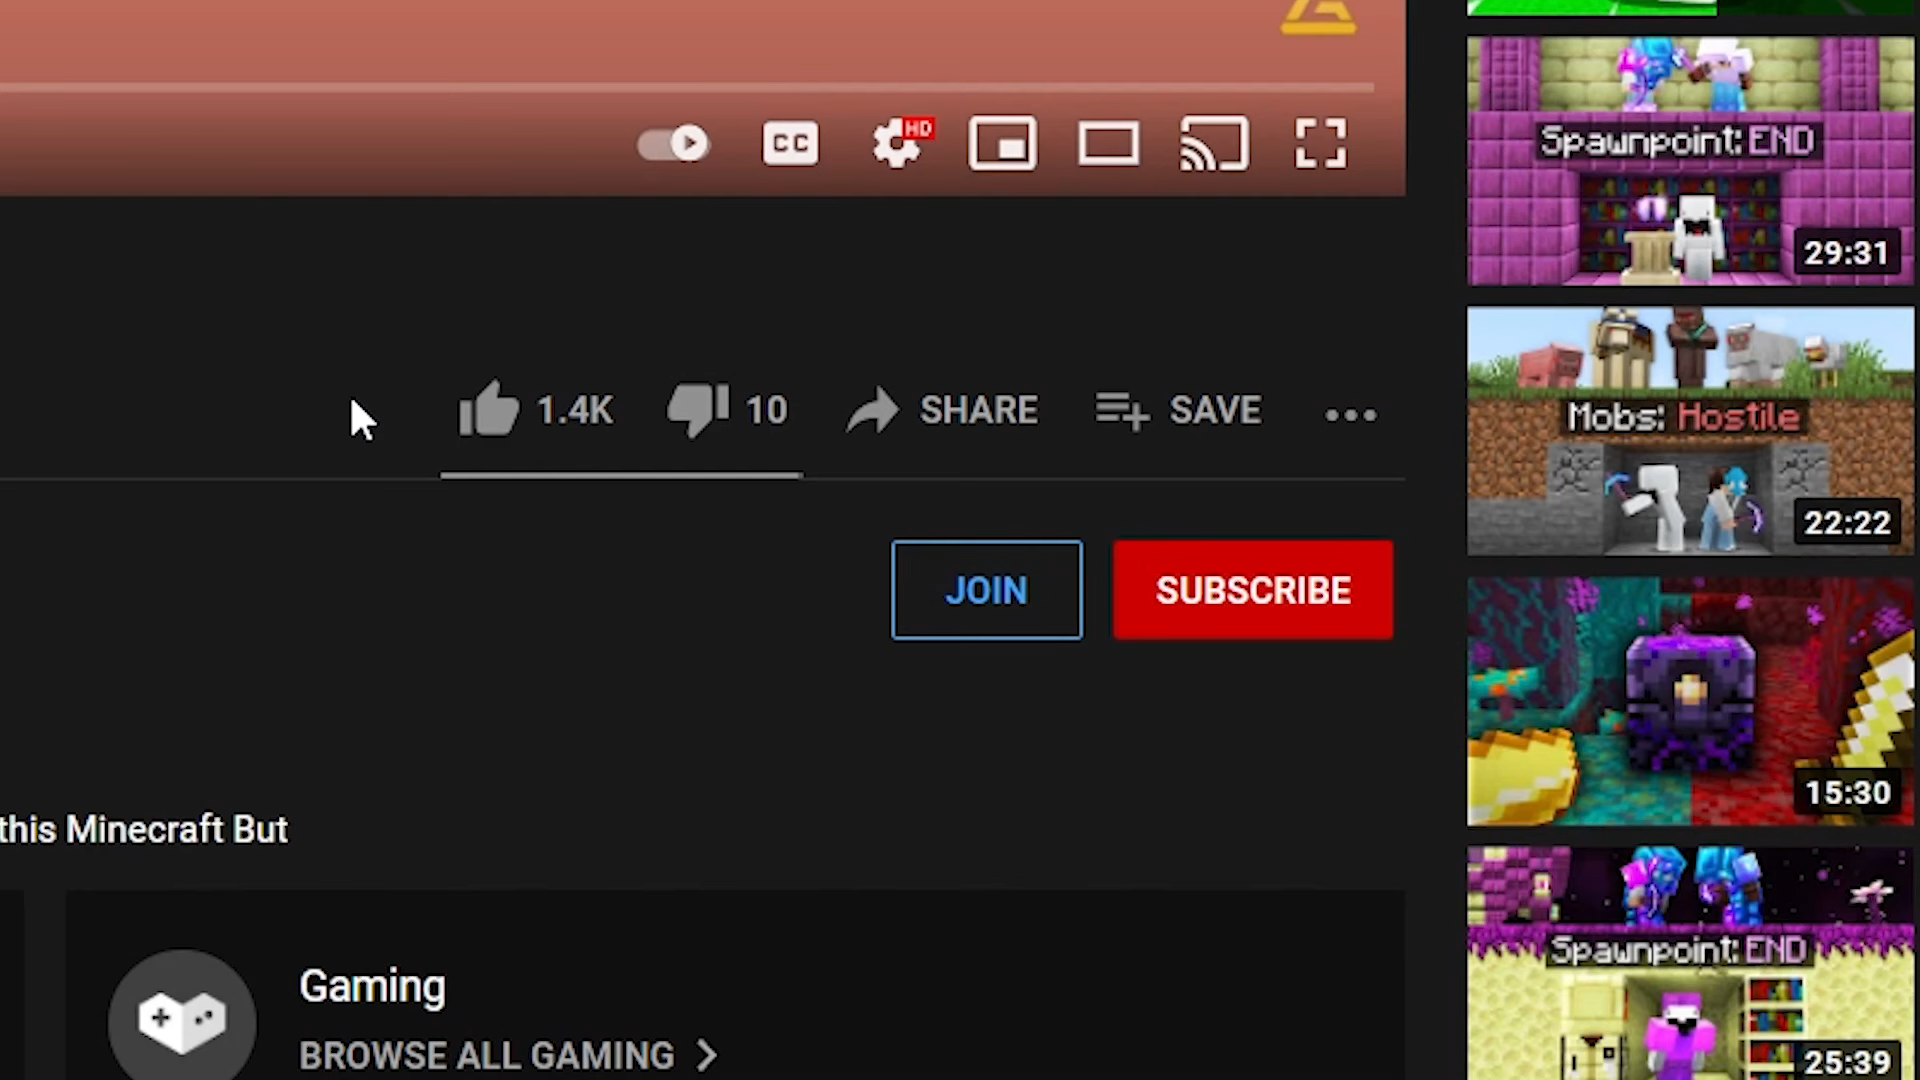 CC
HD
1.4K
10
SHARE
SAVE
JOIN
SUBSCRIBE
this Minecraft But
Gaming
BROWSE ALL GAMING
Spawnpoint: END
29:31
Mobs: Hostile
22:22
15:30
Spawnpoint: END
25:39